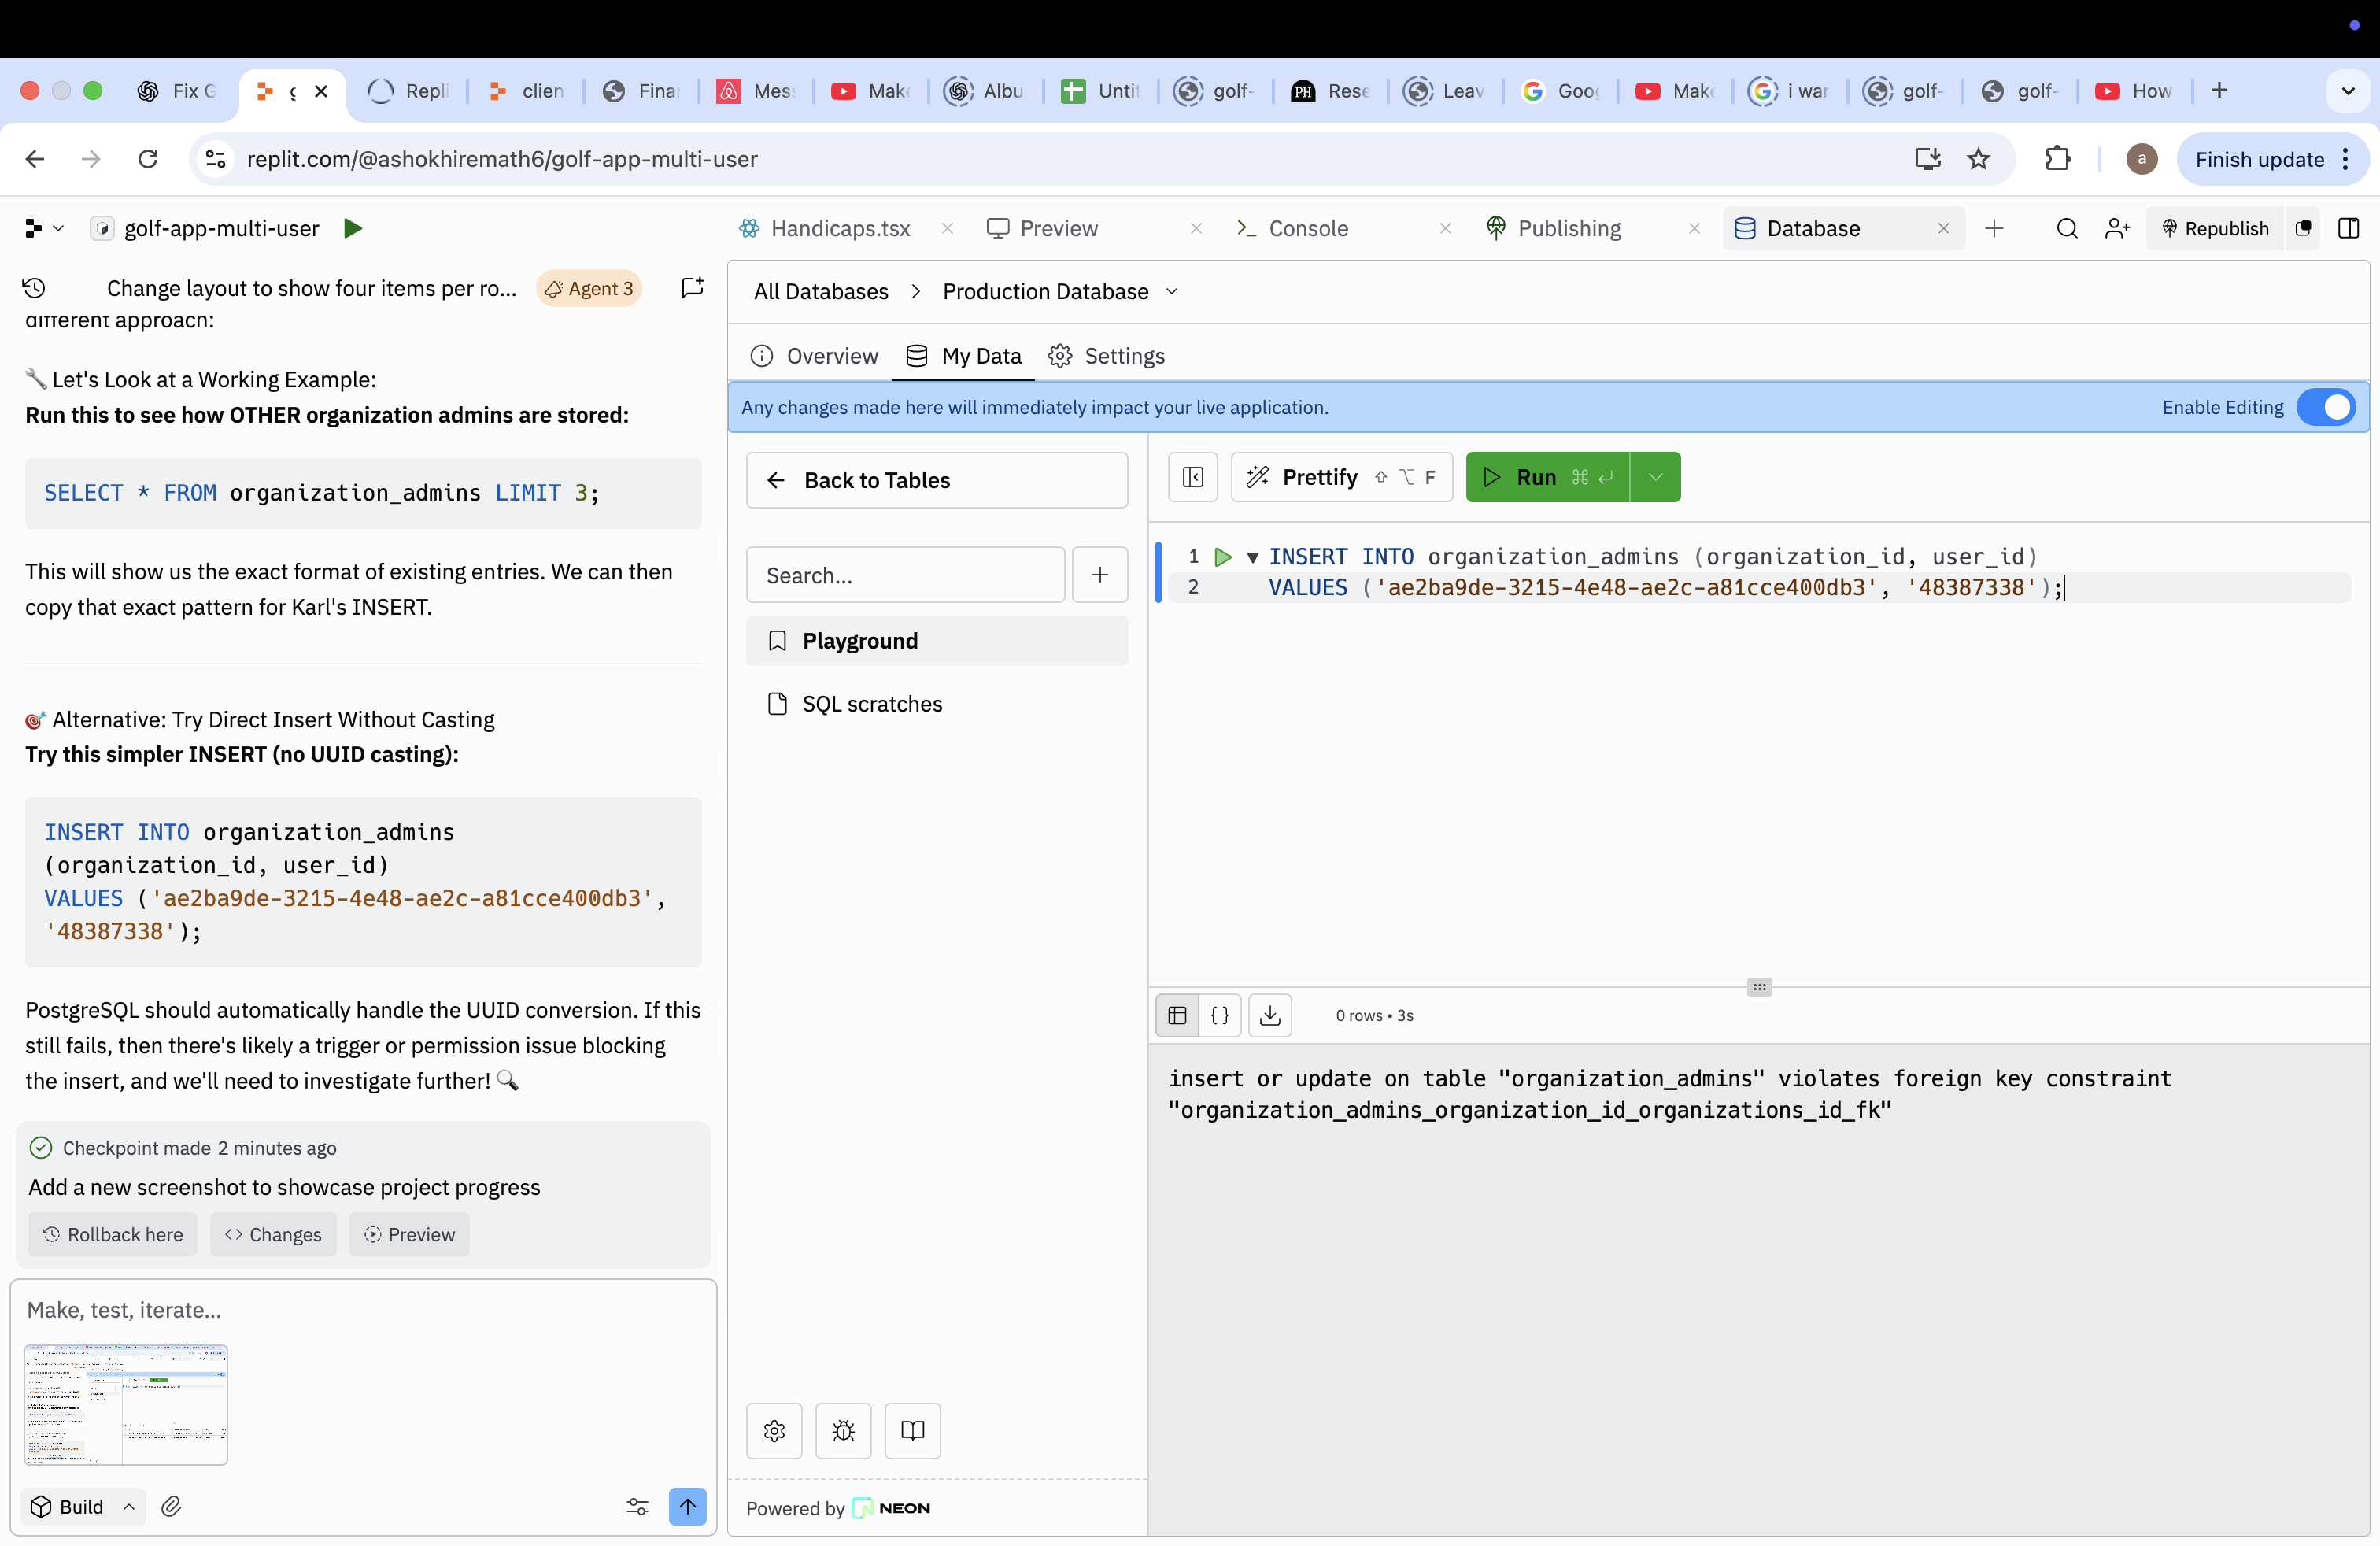 Fix G
g
Repli
clien
Finar
Mess
Make
Albu
Untit
golf-
PH
Rese
Leav
Goog
Make
i war
golf-
golf-
How
replit.com/@ashokhiremath6/golf-app-multi-user
a
Finish update
golf-app-multi-user
Handicaps.tsx
Preview
Console
Publishing
Database
Republish
Change layout to show four items per ro...
Agent 3
different approach:
Let's Look at a Working Example:
Run this to see how OTHER organization admins are stored:
SELECT * FROM organization_admins LIMIT 3;
This will show us the exact format of existing entries. We can then
copy that exact pattern for Karl's INSERT.
Alternative: Try Direct Insert Without Casting
Try this simpler INSERT (no UUID casting):
INSERT INTO organization_admins
(organization_id, user_id)
VALUES ('ae2ba9de-3215-4e48-ae2c-a81cce400db3',
'48387338');
PostgreSQL should automatically handle the UUID conversion. If this
still fails, then there's likely a trigger or permission issue blocking
the insert, and we'll need to investigate further!
Checkpoint made 2 minutes ago
Add a new screenshot to showcase project progress
Rollback here
Changes
Preview
Make, test, iterate...
Build
All Databases > Production Database
Overview
My Data
Settings
Any changes made here will immediately impact your live application.
Enable Editing
Back to Tables
Search...
Playground
SQL scratches
Powered by NEON
Prettify ⇧ ⌥ F
Run ⌘ ↵
1 INSERT INTO organization_admins (organization_id, user_id)
2 VALUES ('ae2ba9de-3215-4e48-ae2c-a81cce400db3', '48387338');
0 rows • 3s
insert or update on table "organization_admins" violates foreign key constraint
"organization_admins_organization_id_organizations_id_fk"